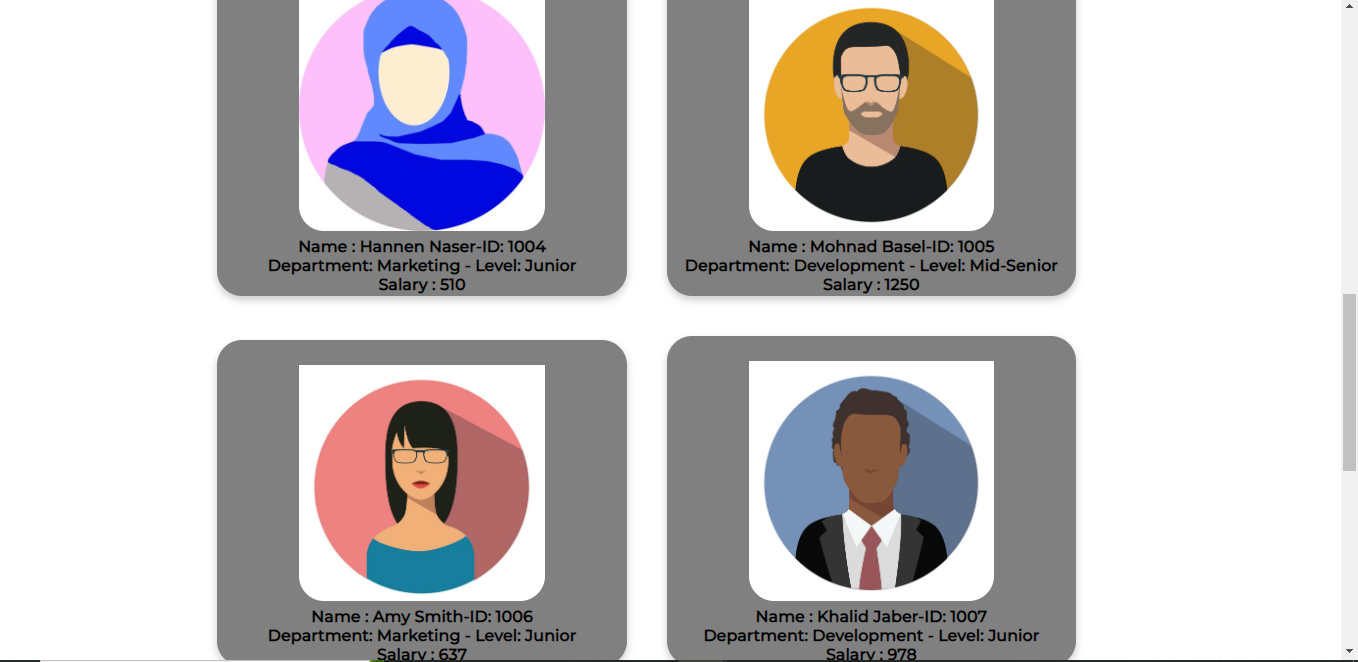 Name : Hannen Naser-ID: 1004
Department: Marketing - Level: Junior
Salary : 510
Name : Mohnad Basel-ID: 1005
Department: Development - Level: Mid-Senior
Salary : 1250
Name : Amy Smith-ID: 1006
Department: Marketing - Level: Junior
Salary : 637
Name : Khalid Jaber-ID: 1007
Department: Development - Level: Junior
Salary : 978